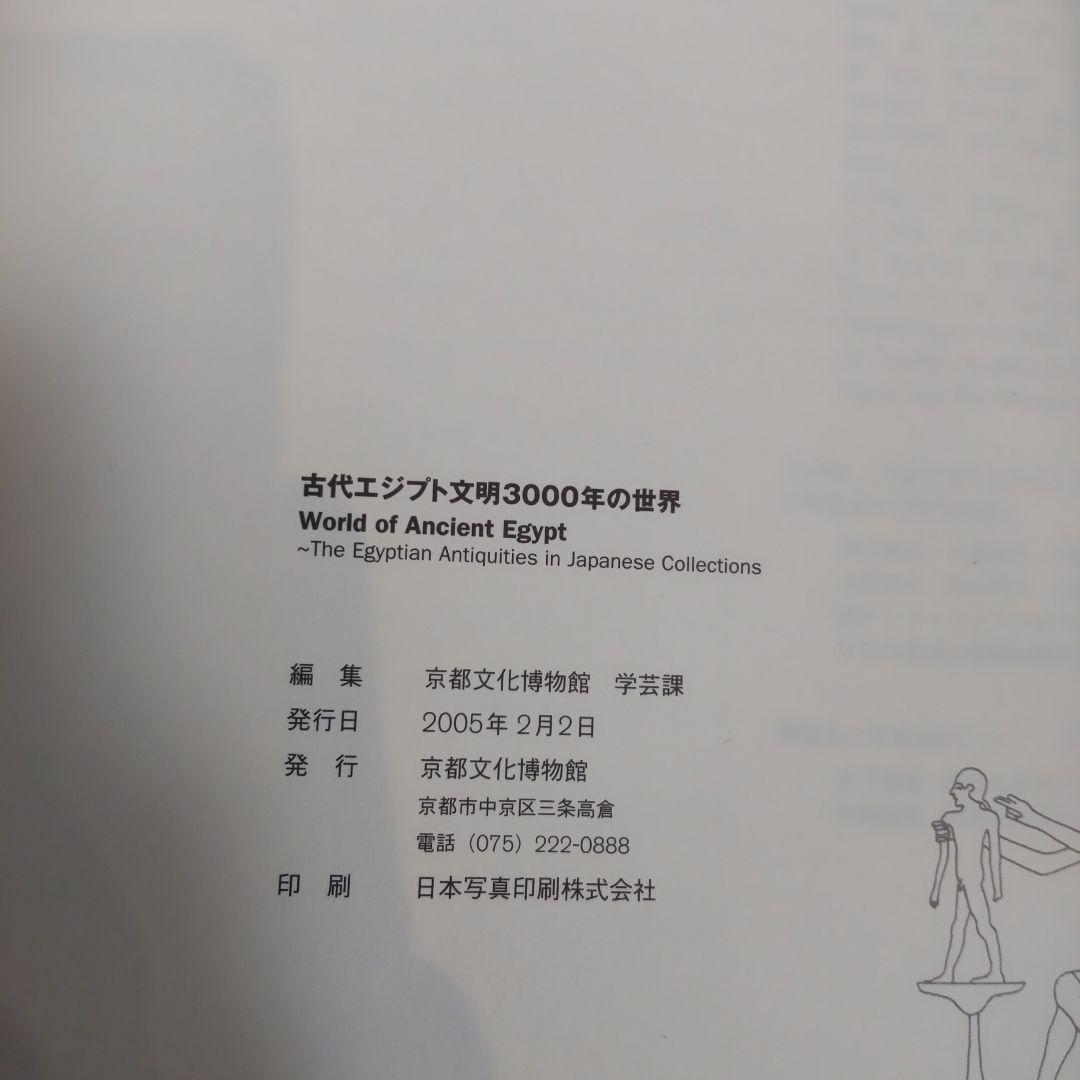 古代エジプト文明3000年の世界
World of Ancient Egypt
~The Egyptian Antiquities in Japanese Collections
編　集　京都文化博物館　学芸課
発行日　2005年2月2日
発　行　京都文化博物館
京都市中京区三条高倉
電話（075）222-0888
印　刷　日本写真印刷株式会社